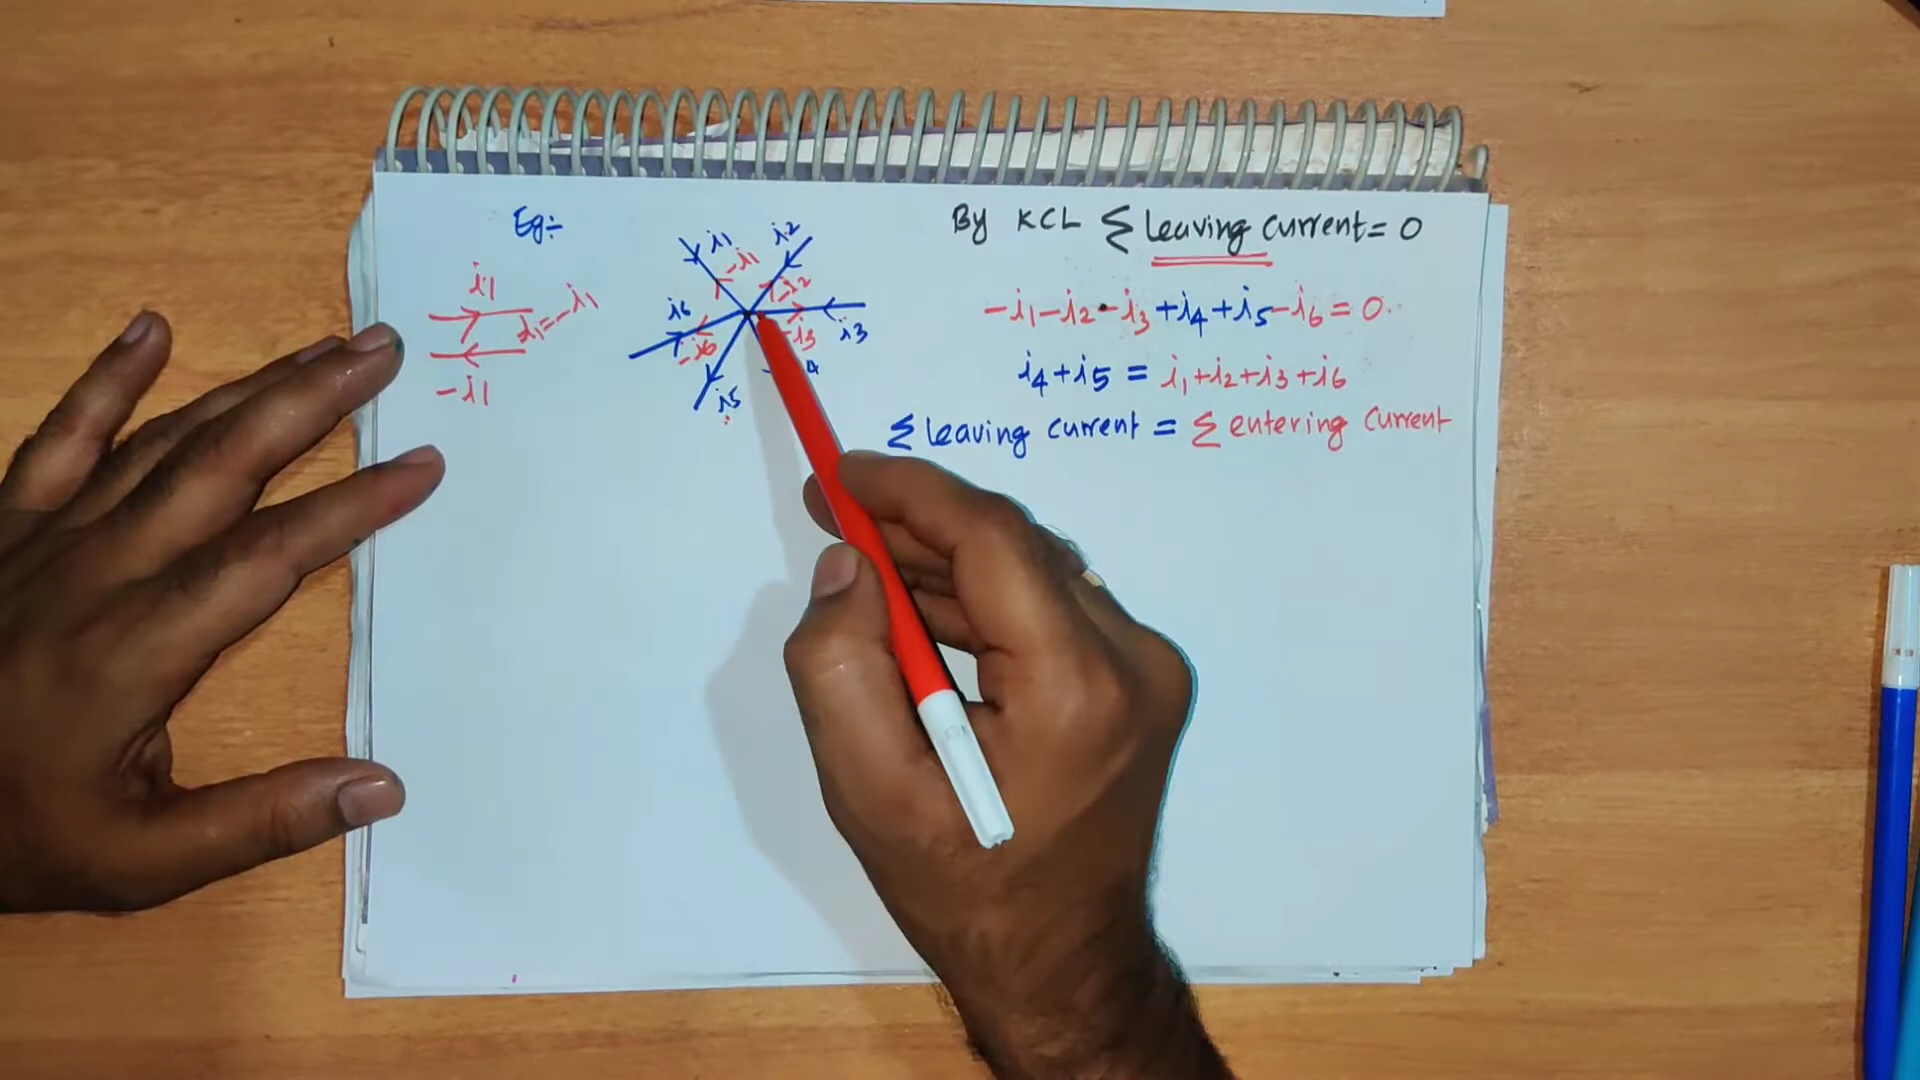 Eg:-
i1
i1=-i1
-i1
i1
i2
-i1
-i2
i6
-i6
-i3
i3
4
i5
By KCL Σ leaving current = 0
-i1-i2-i3+i4+i5-i6=0.
i4+i5 = i1+i2+i3+i6
Σ leaving current = Σ entering current